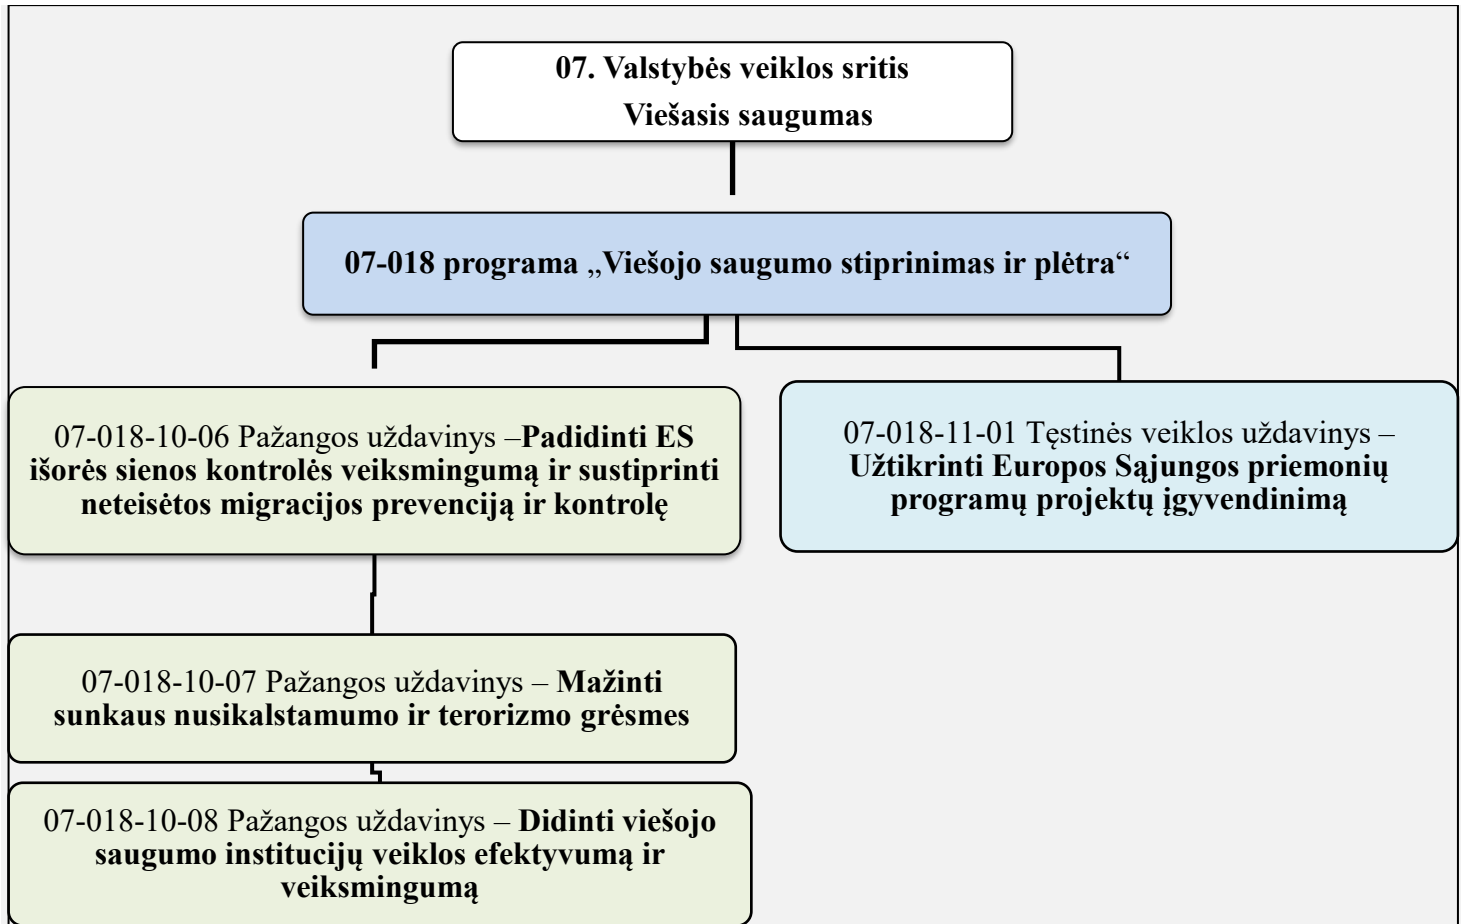 07. Valstybės veiklos sritis
Viešasis saugumas
07-018 programa „Viešojo saugumo stiprinimas ir plėtra“
07-018-10-06 Pažangos uždavinys –Padidinti ES
išorės sienos kontrolės veiksmingumą ir sustiprinti
neteisėtos migracijos prevenciją ir kontrolę
07-018-11-01 Tęstinės veiklos uždavinys –
Užtikrinti Europos Sąjungos priemonių
programų projektų įgyvendinimą
07-018-10-07 Pažangos uždavinys – Mažinti
sunkaus nusikalstamumo ir terorizmo grėsmes
07-018-10-08 Pažangos uždavinys – Didinti viešojo
saugumo institucijų veiklos efektyvumą ir
veiksmingumą